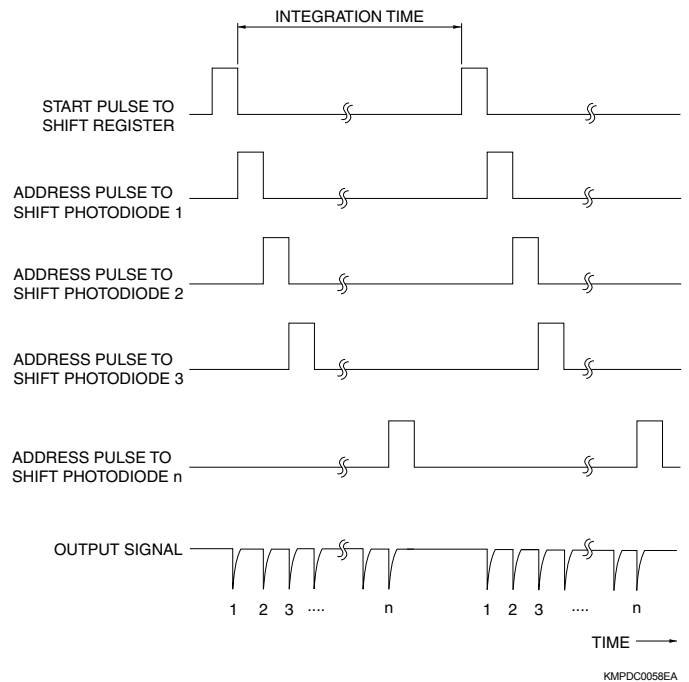 INTEGRATION TIME
START PULSE TO
SHIFT REGISTER
ADDRESS PULSE TO
SHIFT PHOTODIODE 1
ADDRESS PULSE TO
SHIFT PHOTODIODE 2
ADDRESS PULSE TO
SHIFT PHOTODIODE 3
ADDRESS PULSE TO
SHIFT PHOTODIODE n
OUTPUT SIGNAL
1 2 3 .... n 1 2 3 .... n
TIME
KMPDC0058EA